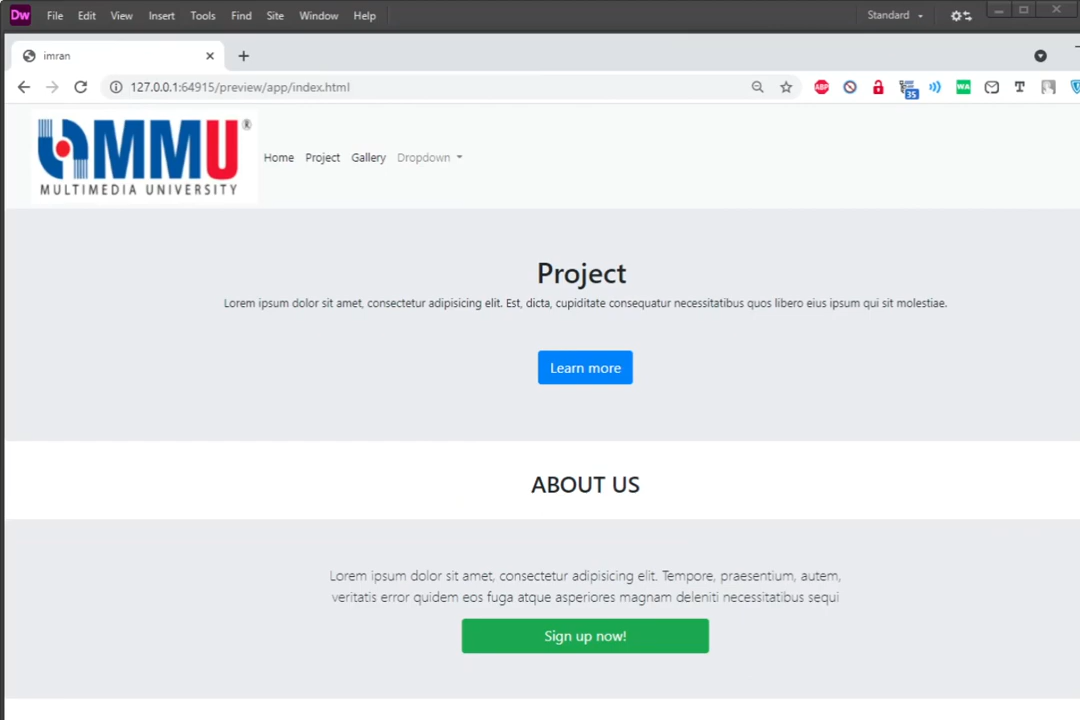 Dw File Edit View Insert Tools Find Site Window Help Standard
imran
127.0.0.1:64915/preview/app/index.html ABP 35 WA T
MMU®
MULTIMEDIA UNIVERSITY
Home Project Gallery Dropdown
Project
Lorem ipsum dolor sit amet, consectetur adipisicing elit. Est, dicta, cupiditate consequatur necessitatibus quos libero eius ipsum qui sit molestiae.
Learn more
ABOUT US
Lorem ipsum dolor sit amet, consectetur adipisicing elit. Tempore, praesentium, autem,
veritatis error quidem eos fuga atque asperiores magnam deleniti necessitatibus sequi
Sign up now!